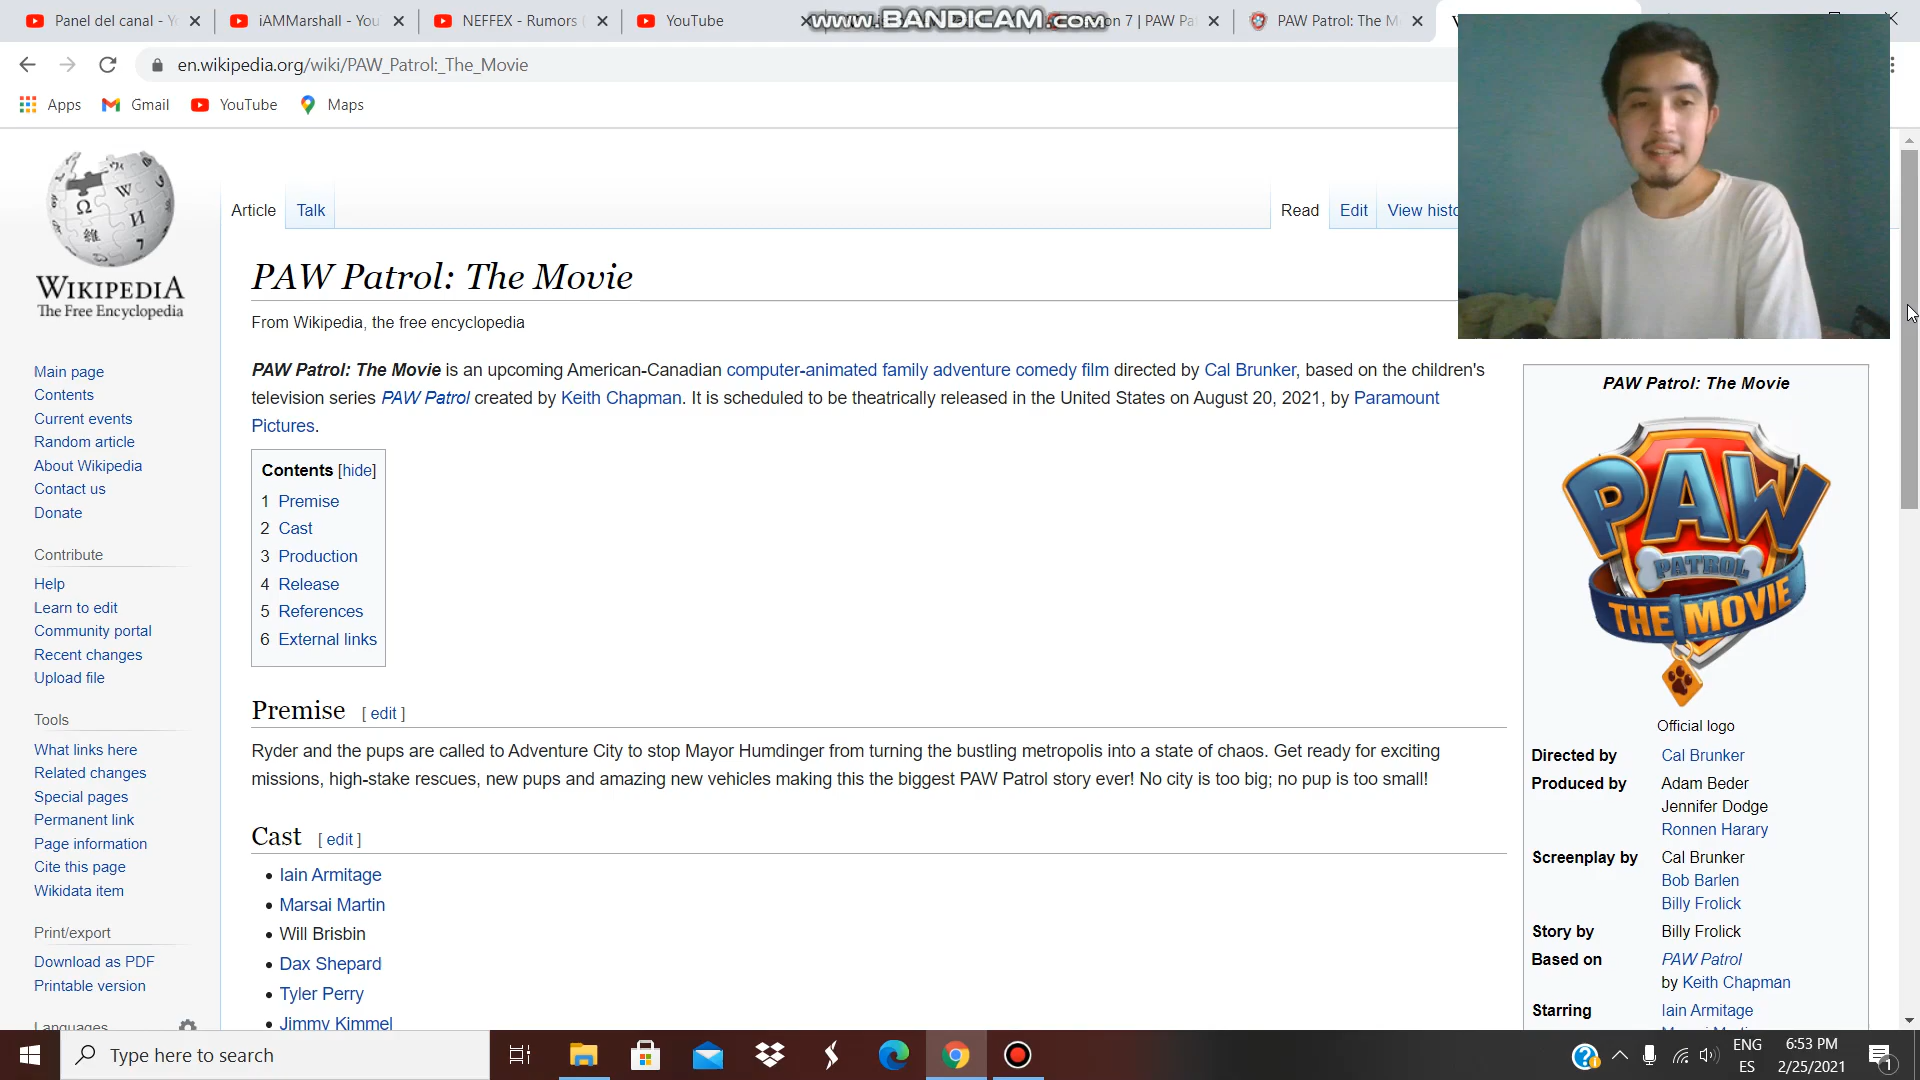 Panel del canal - Y
iAMMarshall - You
NEFFEX - Rumors
YouTube
www.BANDICAM.com
7 | PAW Pa
PAW Patrol: The M
en.wikipedia.org/wiki/PAW_Patrol:_The_Movie
Apps
Gmail
YouTube
Maps
WIKIPEDIA
The Free Encyclopedia
Article
Talk
Read
Edit
View histo
PAW Patrol: The Movie
From Wikipedia, the free encyclopedia
PAW Patrol: The Movie is an upcoming American-Canadian computer-animated family adventure comedy film directed by Cal Brunker, based on the children's
television series PAW Patrol created by Keith Chapman. It is scheduled to be theatrically released in the United States on August 20, 2021, by Paramount
Pictures.
Contents [hide]
1 Premise
2 Cast
3 Production
4 Release
5 References
6 External links
Premise [ edit ]
Ryder and the pups are called to Adventure City to stop Mayor Humdinger from turning the bustling metropolis into a state of chaos. Get ready for exciting
missions, high-stake rescues, new pups and amazing new vehicles making this the biggest PAW Patrol story ever! No city is too big; no pup is too small!
Cast [ edit ]
Iain Armitage
Marsai Martin
Will Brisbin
Dax Shepard
Tyler Perry
Jimmy Kimmel
Main page
Contents
Current events
Random article
About Wikipedia
Contact us
Donate
Contribute
Help
Learn to edit
Community portal
Recent changes
Upload file
Tools
What links here
Related changes
Special pages
Permanent link
Page information
Cite this page
Wikidata item
Print/export
Download as PDF
Printable version
Languages
PAW Patrol: The Movie
PAW
PATROL
THE MOVIE
Official logo
Directed by Cal Brunker
Produced by Adam Beder
Jennifer Dodge
Ronnen Harary
Screenplay by Cal Brunker
Bob Barlen
Billy Frolick
Story by Billy Frolick
Based on PAW Patrol
by Keith Chapman
Starring Iain Armitage
Type here to search
ENG
ES
6:53 PM
2/25/2021
1